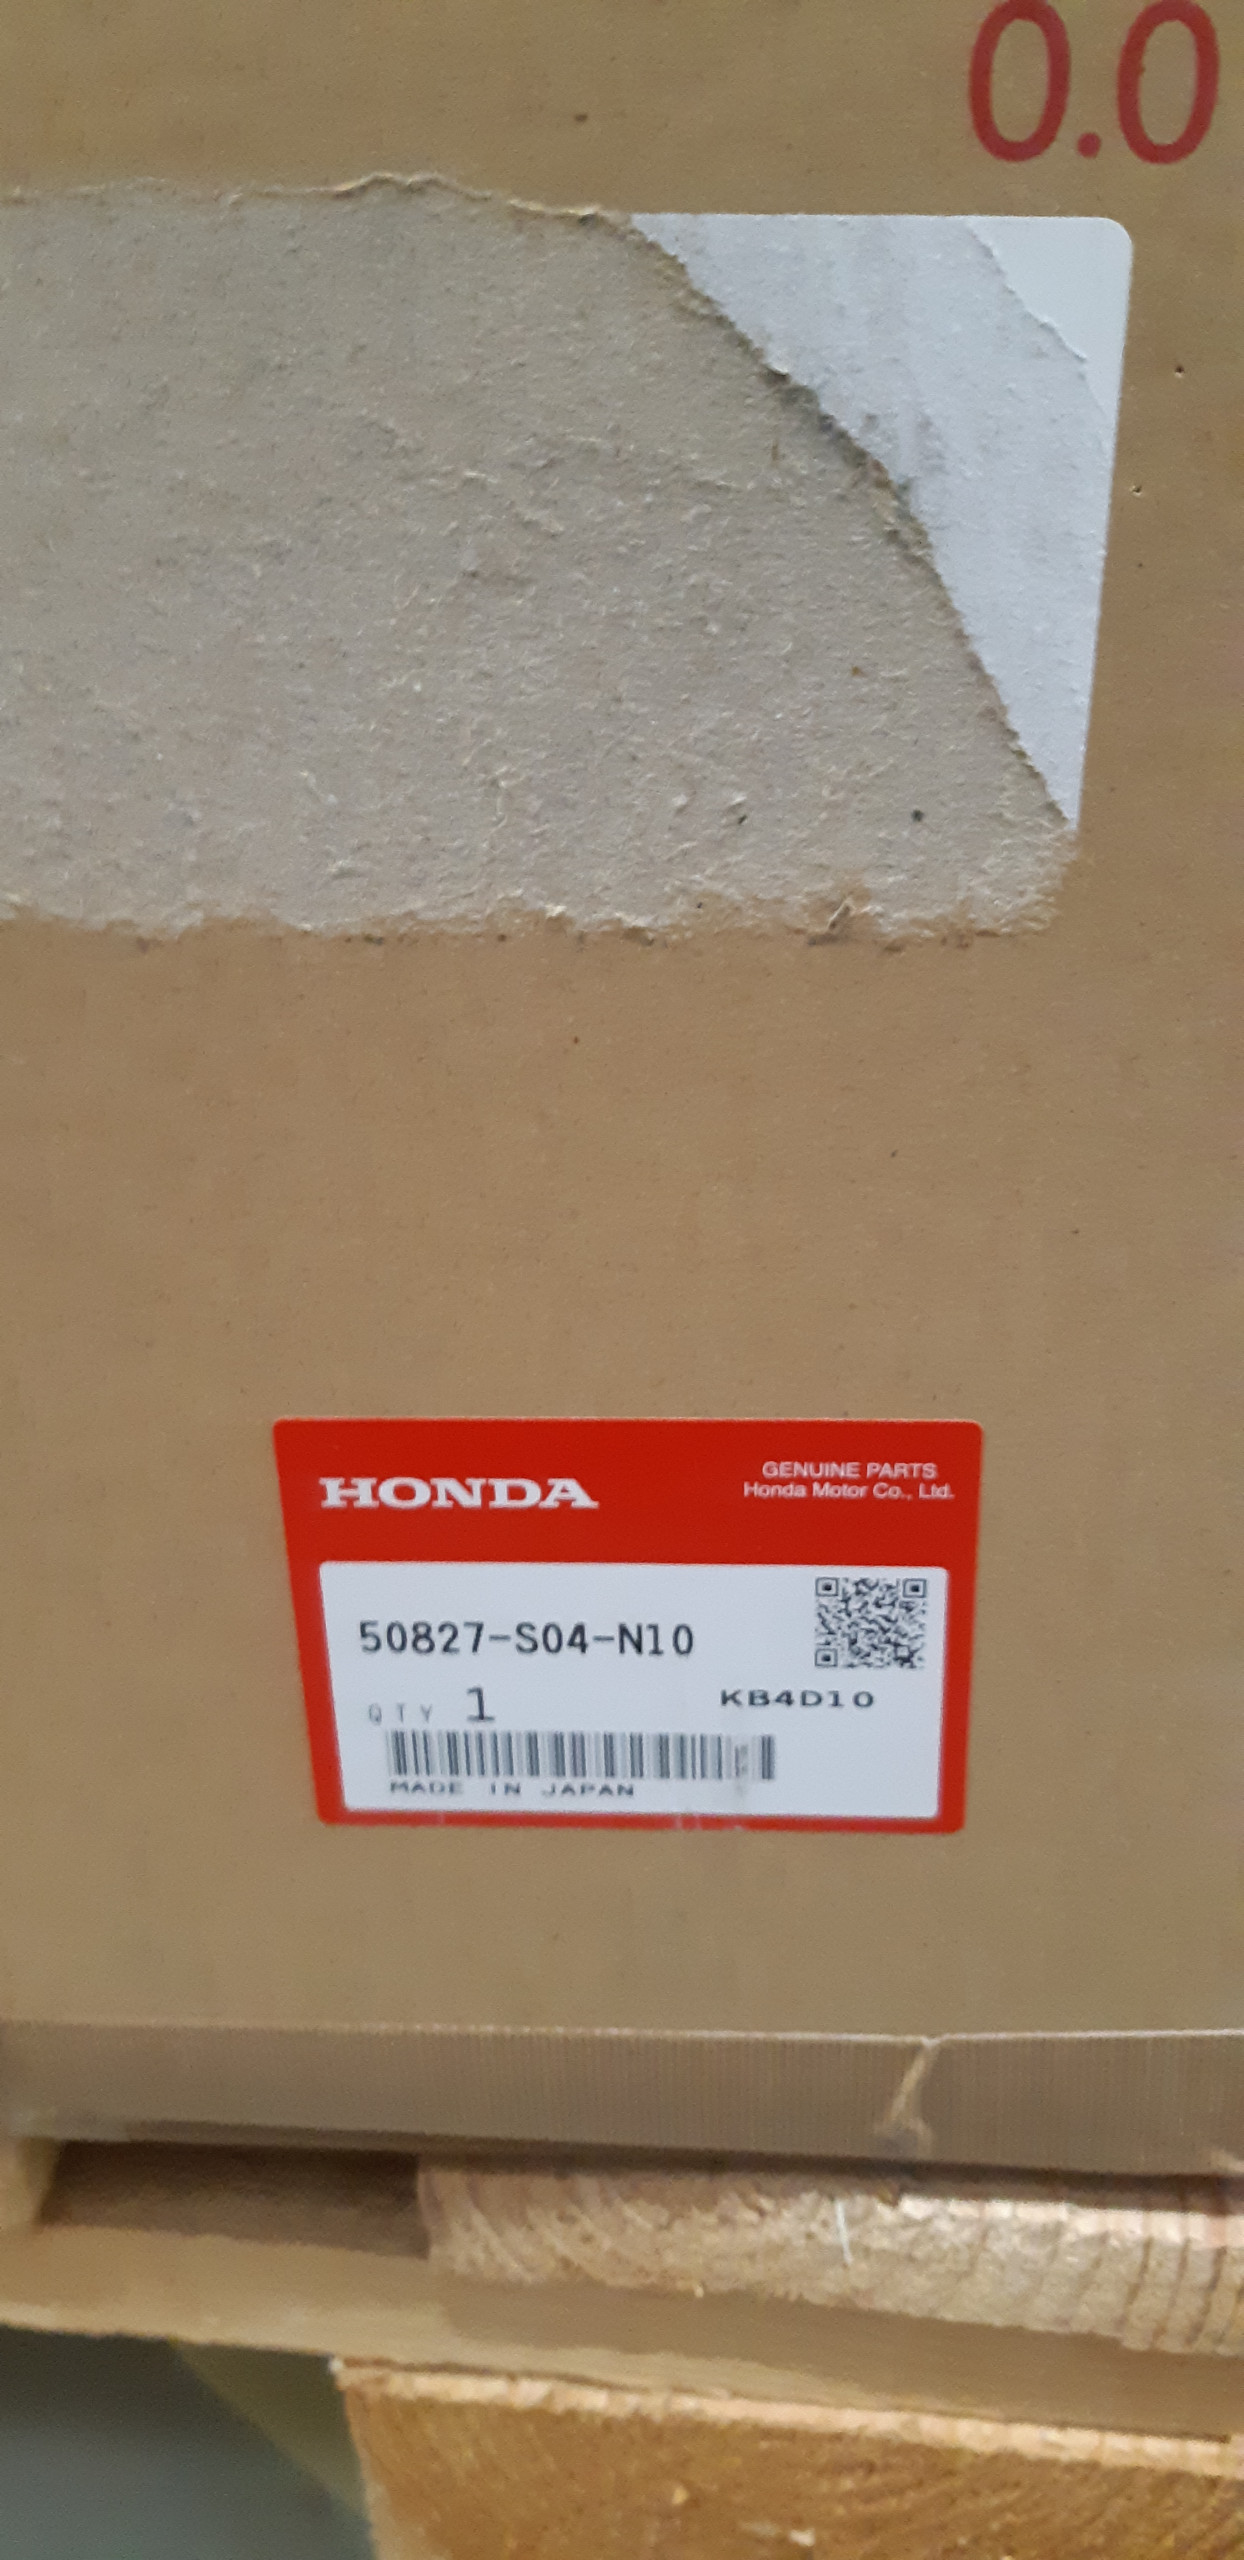 0.0
HONDA
GENUINE PARTS
Honda Motor Co., Ltd.
50827-S04-N10
QTY 1
KB4D10
MADE IN JAPAN